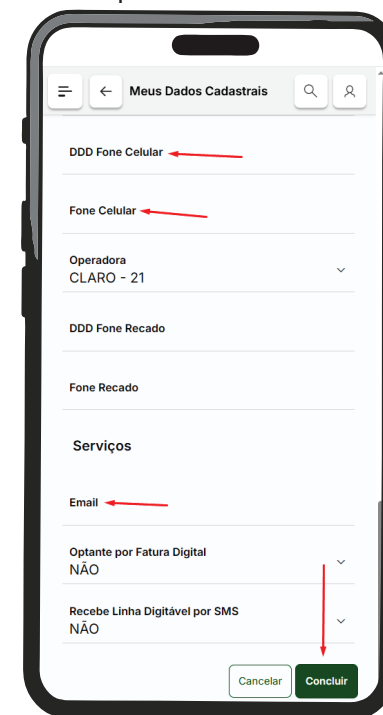 Meus Dados Cadastrais
DDD Fone Celular
Fone Celular
Operadora
CLARO - 21
DDD Fone Recado
Fone Recado
Serviços
Email
Optante por Fatura Digital
NÃO
Recebe Linha Digitável por SMS
NÃO
Cancelar Concluir